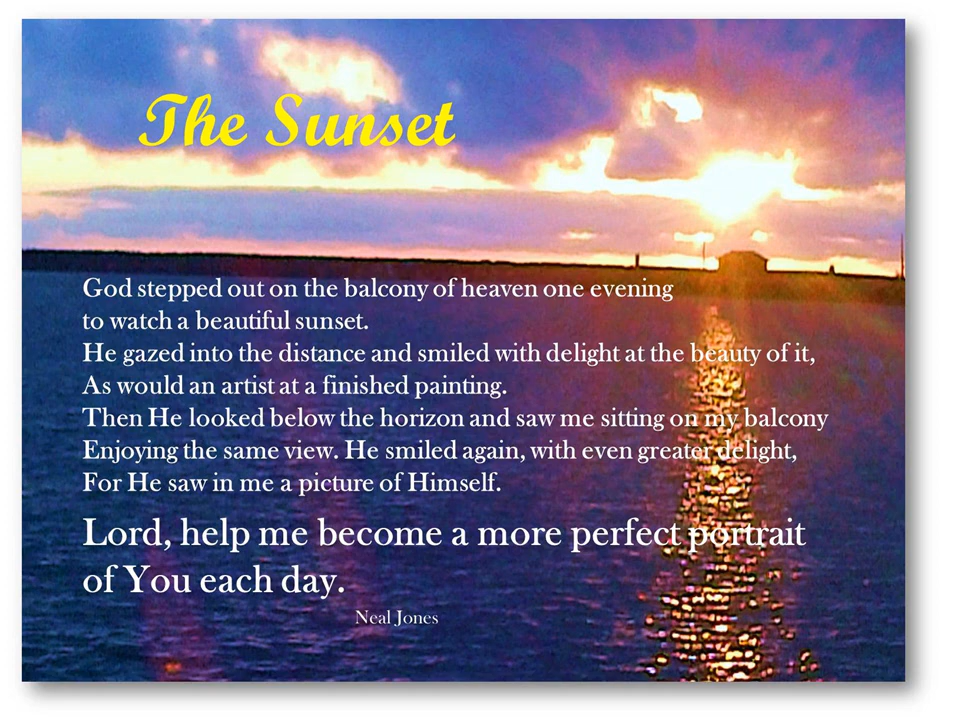 The Sunset
God stepped out on the balcony of heaven one evening
to watch a beautiful sunset.
He gazed into the distance and smiled with delight at the beauty of it,
As would an artist at a finished painting.
Then He looked below the horizon and saw me sitting on my balcony
Enjoying the same view. He smiled again, with even greater delight,
For He saw in me a picture of Himself.
Lord, help me become a more perfect portrait
of You each day.
Neal Jones